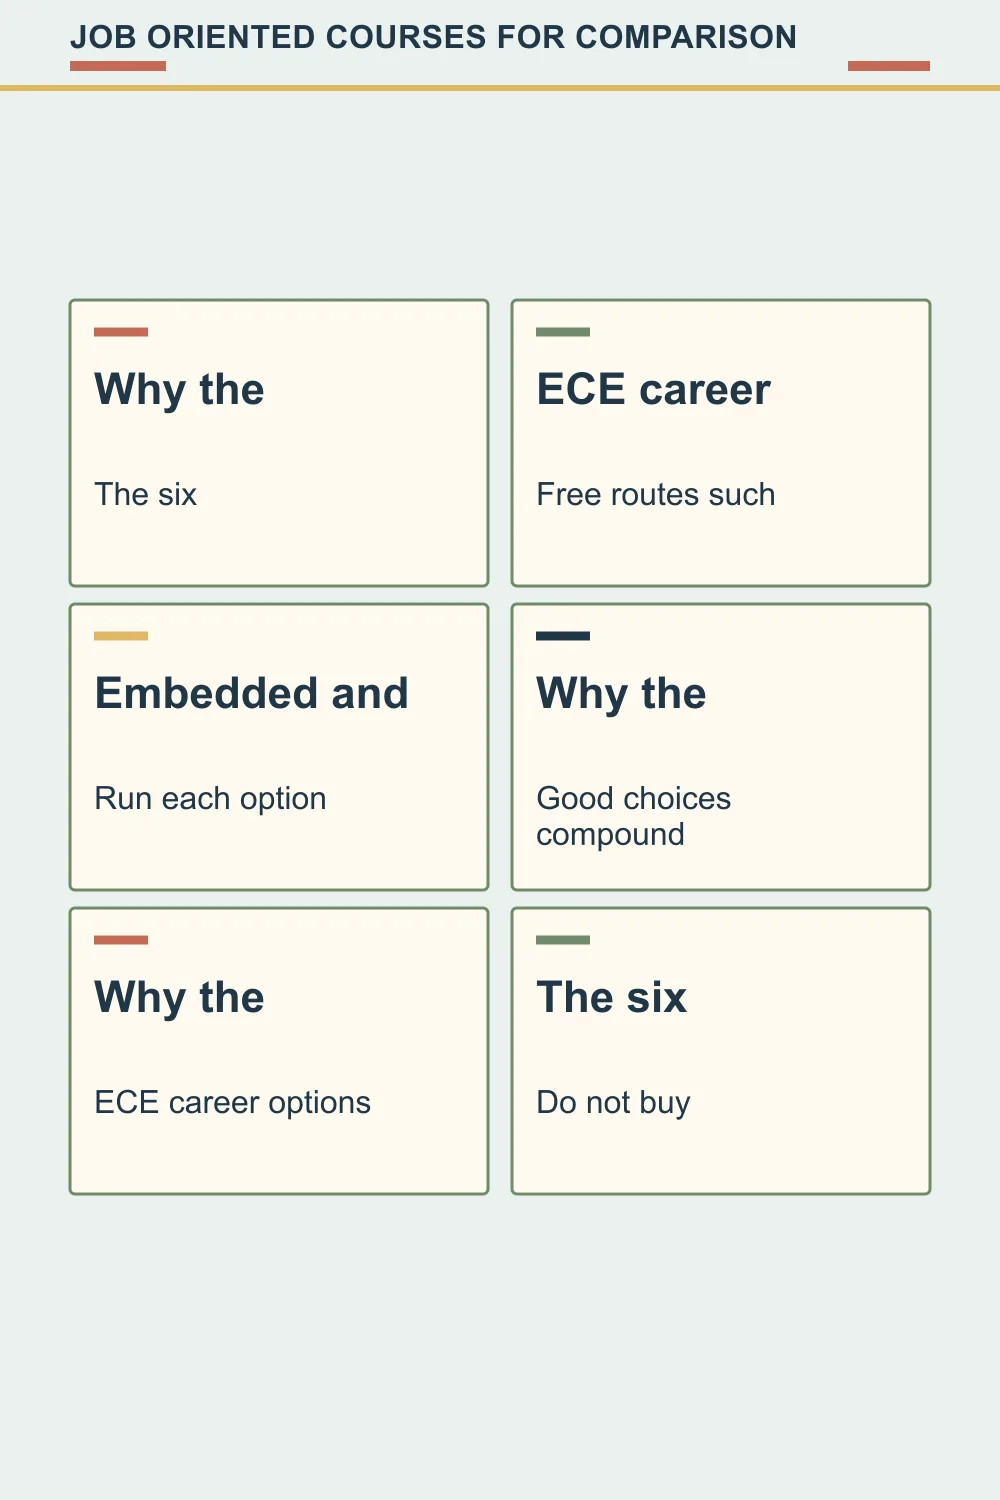 JOB ORIENTED COURSES FOR COMPARISON
Why the
The six
ECE career
Free routes such
Embedded and
Run each option
Why the
Good choices
compound
Why the
ECE career options
The six
Do not buy